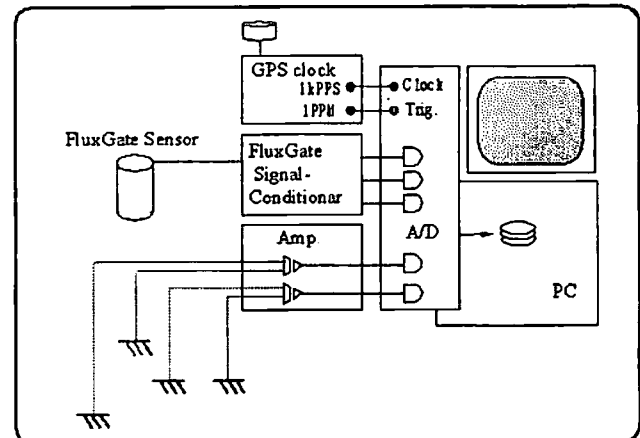 GPS clock
1kPPS
Clock
1PPM
Trig.
FluxGate Sensor
FluxGate
Signal-
Conditionar
A/D
Amp.
PC